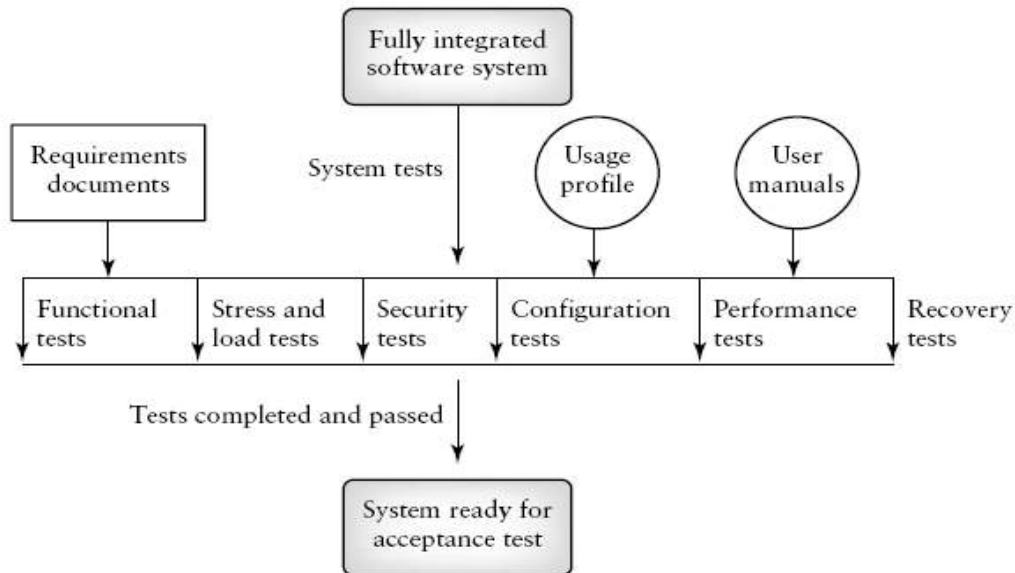 Fully integrated
software system
Requirements
documents
System tests
Usage
profile
User
manuals
Functional
tests
Stress and
load tests
Security
tests
Configuration
tests
Performance
tests
Recovery
tests
Tests completed and passed
System ready for
acceptance test